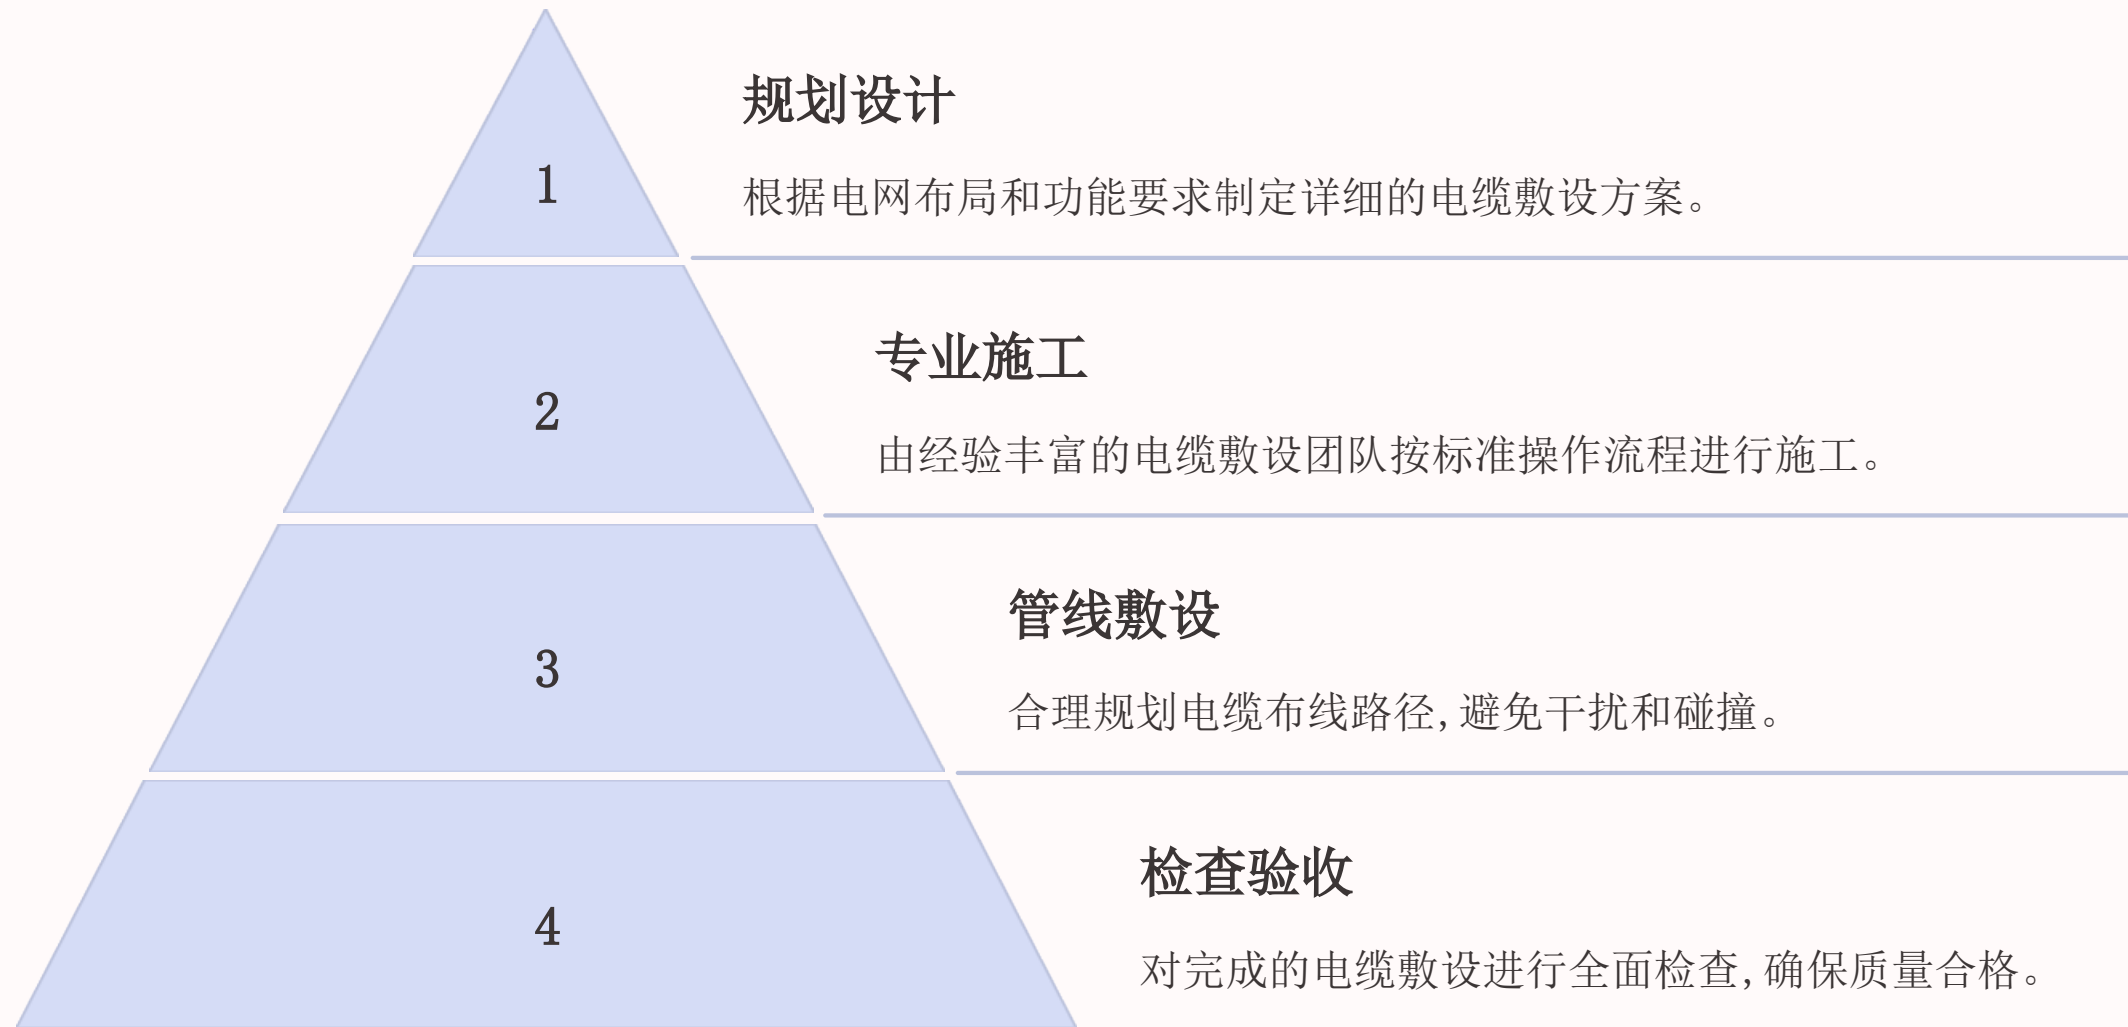 规划设计
1
根据电网布局和功能要求制定详细的电缆敷设方案。
专业施工
2
由经验丰富的电缆敷设团队按标准操作流程进行施工。
管线敷设
3
合理规划电缆布线路径,避免干扰和碰撞。
检查验收
4
对完成的电缆敷设进行全面检查,确保质量合格。